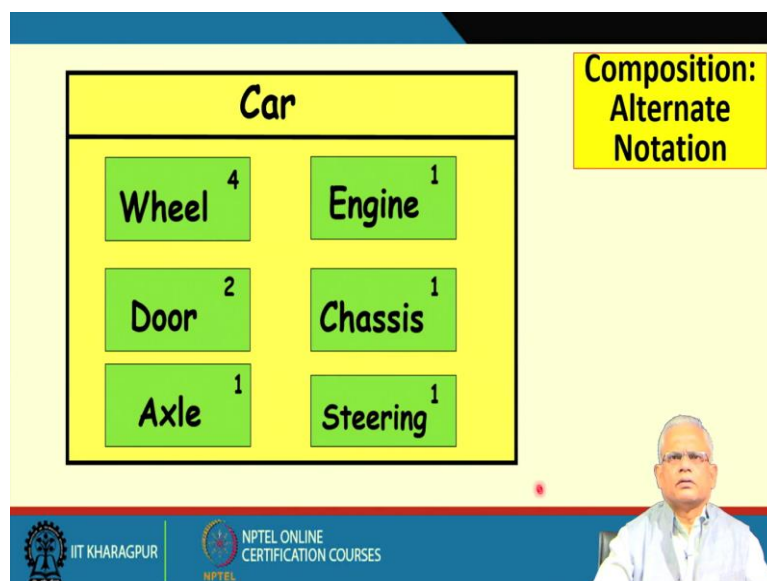 Composition:
Alternate
Notation
Car
Wheel 4
Engine 1
Door 2
Chassis 1
Axle 1
Steering 1
IIT KHARAGPUR
NPTEL
NPTEL ONLINE
CERTIFICATION COURSES